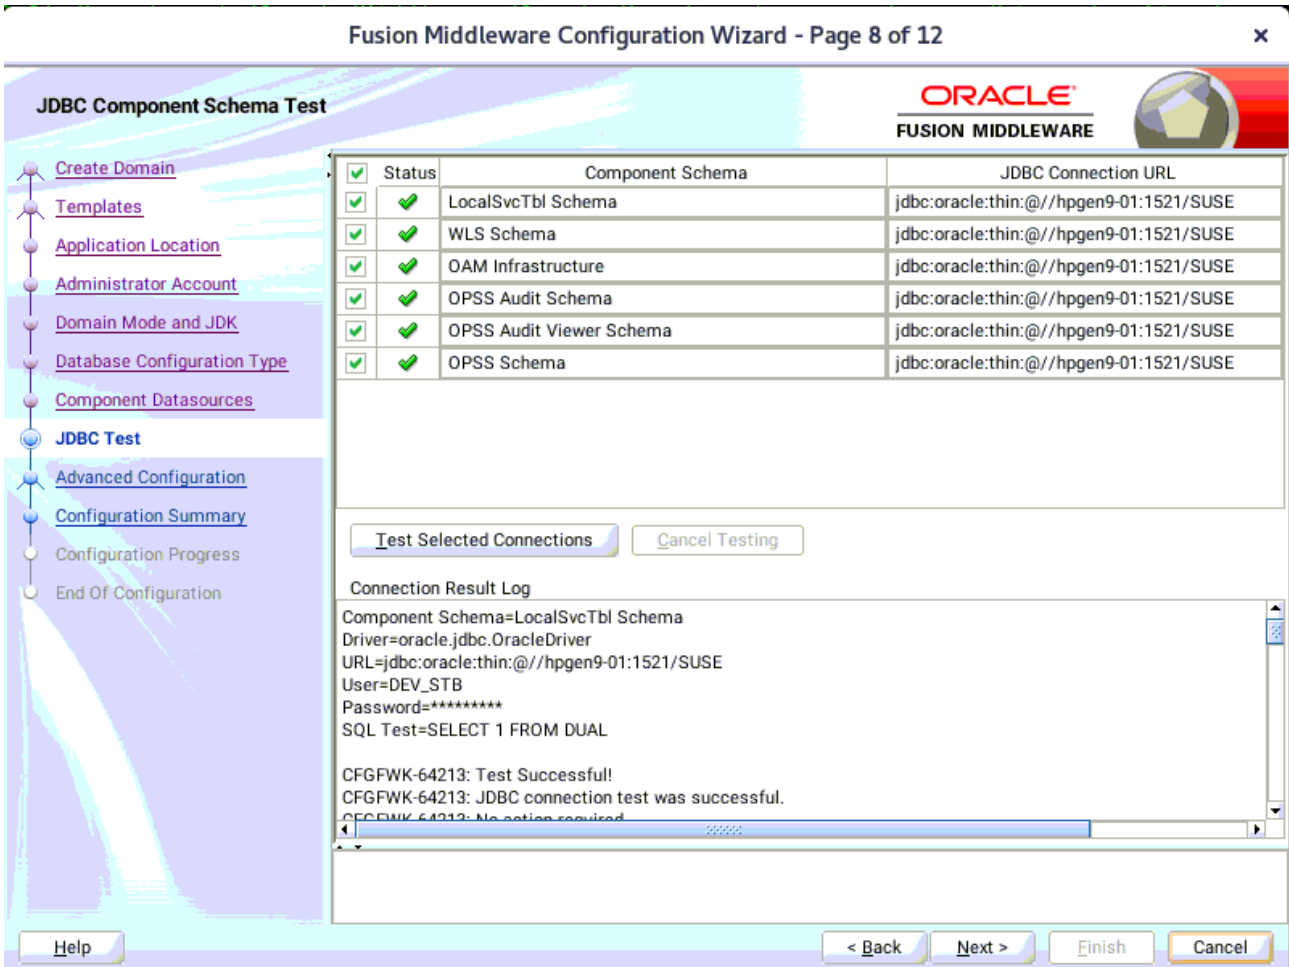 Fusion Middleware Configuration Wizard - Page 8 of 12
JDBC Component Schema Test
ORACLE
FUSION MIDDLEWARE
Create Domain
Templates
Application Location
Administrator Account
Domain Mode and JDK
Database Configuration Type
Component Datasources
JDBC Test
Advanced Configuration
Configuration Summary
Configuration Progress
End Of Configuration
Status Component Schema JDBC Connection URL
LocalSvcTbl Schema jdbc:oracle:thin:@//hpgen9-01:1521/SUSE
WLS Schema jdbc:oracle:thin:@//hpgen9-01:1521/SUSE
OAM Infrastructure jdbc:oracle:thin:@//hpgen9-01:1521/SUSE
OPSS Audit Schema jdbc:oracle:thin:@//hpgen9-01:1521/SUSE
OPSS Audit Viewer Schema jdbc:oracle:thin:@//hpgen9-01:1521/SUSE
OPSS Schema jdbc:oracle:thin:@//hpgen9-01:1521/SUSE
Test Selected Connections Cancel Testing
Connection Result Log
Component Schema=LocalSvcTbl Schema
Driver=oracle.jdbc.OracleDriver
URL=jdbc:oracle:thin:@//hpgen9-01:1521/SUSE
User=DEV_STB
Password=*********
SQL Test=SELECT 1 FROM DUAL
CFGFWK-64213: Test Successful!
CFGFWK-64213: JDBC connection test was successful.
CFGFWK-64213: No action required
Help < Back Next > Finish Cancel